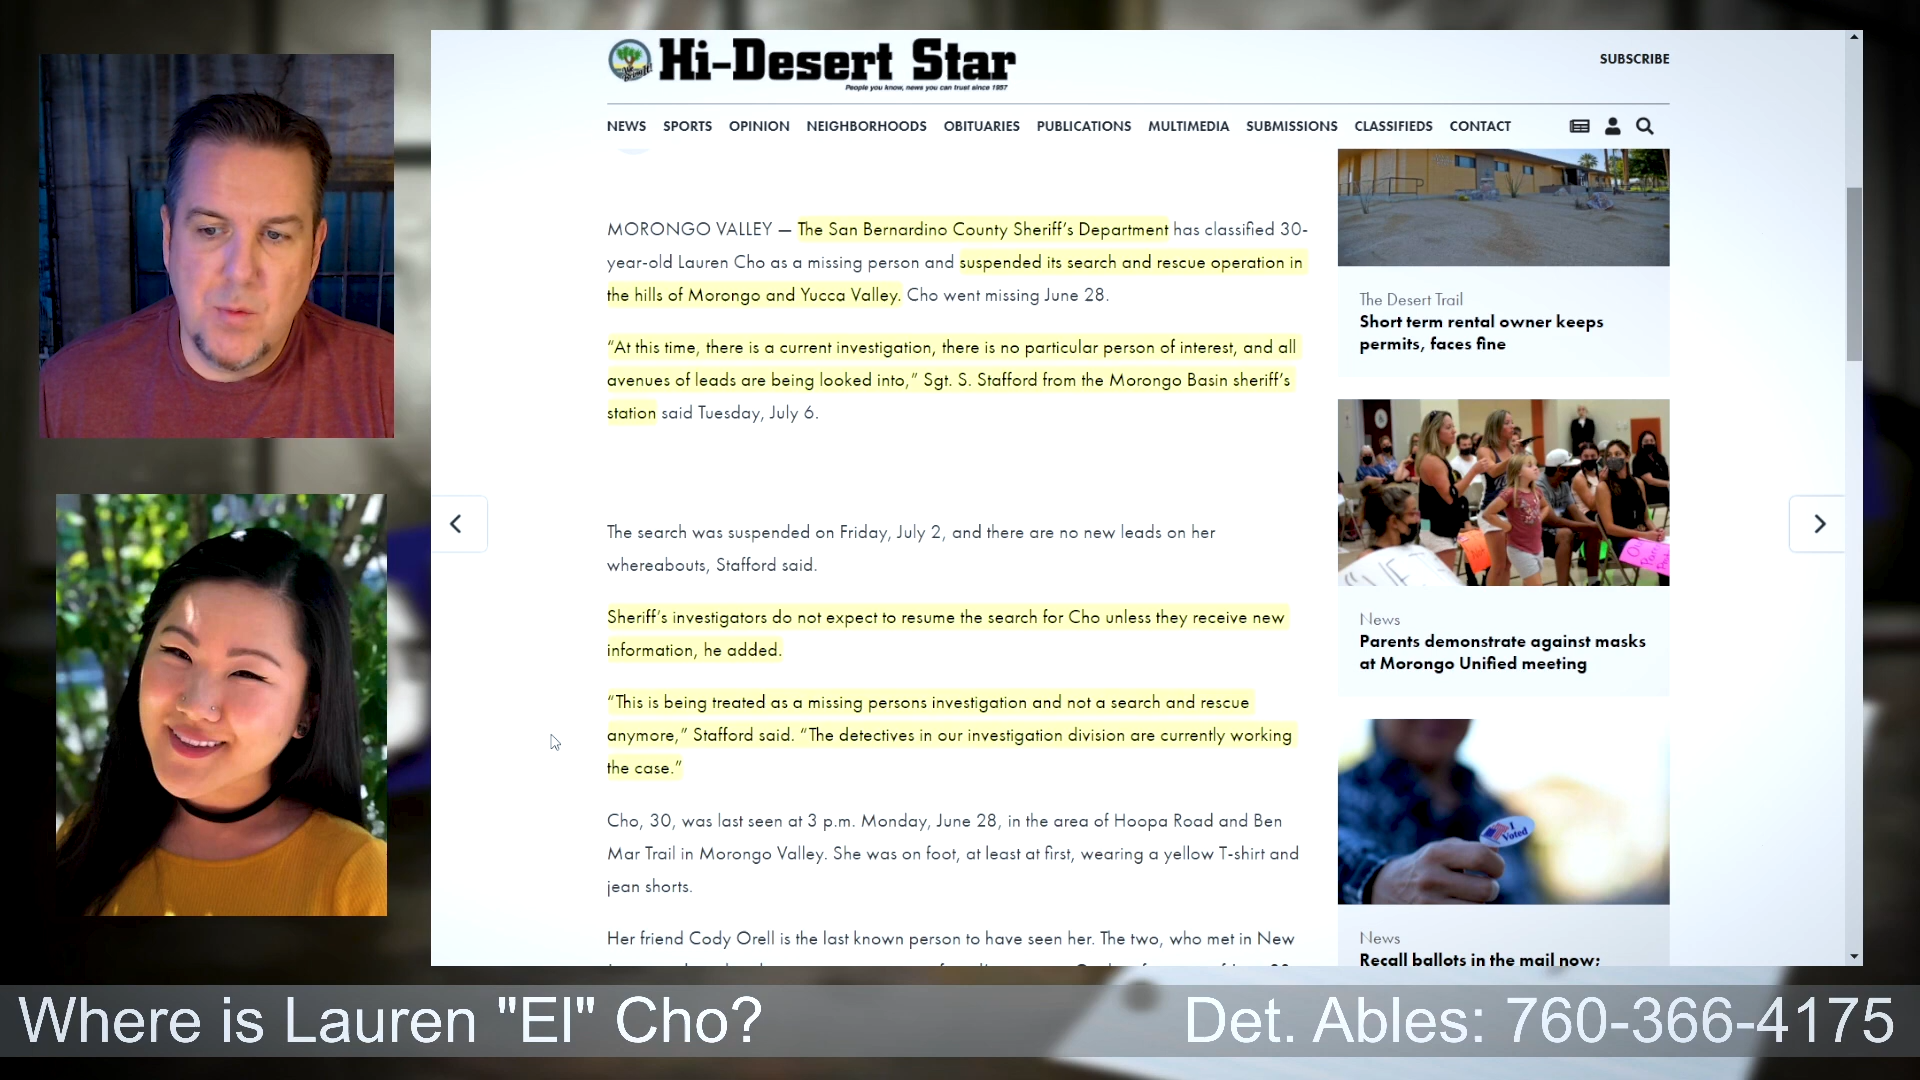 Hi-Desert Star
People you know, news you can trust since 1957
SUBSCRIBE
NEWS SPORTS OPINION NEIGHBORHOODS OBITUARIES PUBLICATIONS MULTIMEDIA SUBMISSIONS CLASSIFIEDS CONTACT
MORONGO VALLEY — The San Bernardino County Sheriff’s Department has classified 30-
year-old Lauren Cho as a missing person and suspended its search and rescue operation in
the hills of Morongo and Yucca Valley. Cho went missing June 28.
“At this time, there is a current investigation, there is no particular person of interest, and all
avenues of leads are being looked into,” Sgt. S. Stafford from the Morongo Basin sheriff’s
station said Tuesday, July 6.
The search was suspended on Friday, July 2, and there are no new leads on her
whereabouts, Stafford said.
Sheriff’s investigators do not expect to resume the search for Cho unless they receive new
information, he added.
“This is being treated as a missing persons investigation and not a search and rescue
anymore,” Stafford said. “The detectives in our investigation division are currently working
the case.”
Cho, 30, was last seen at 3 p.m. Monday, June 28, in the area of Hoopa Road and Ben
Mar Trail in Morongo Valley. She was on foot, at least at first, wearing a yellow T-shirt and
jean shorts.
Her friend Cody Orell is the last known person to have seen her. The two, who met in New
The Desert Trail
Short term rental owner keeps
permits, faces fine
News
Parents demonstrate against masks
at Morongo Unified meeting
I Voted
News
Recall ballots in the mail now;
Where is Lauren "El" Cho?
Det. Ables: 760-366-4175